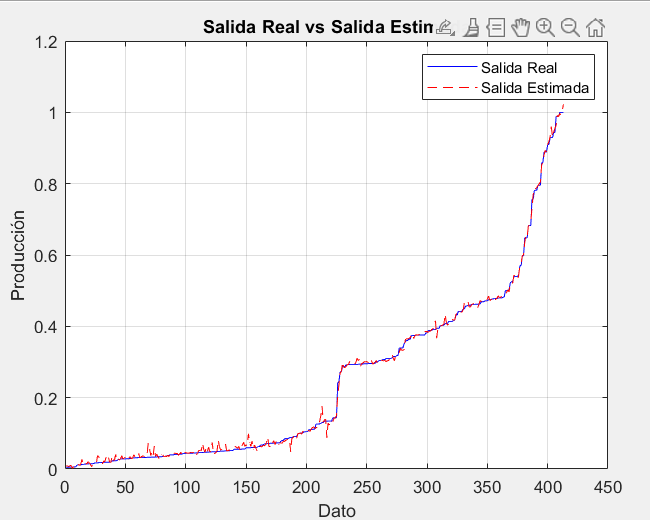 Salida Real vs Salida Estim
1.2
1
0.8
0.6
0.4
0.2
0
0 50 100 150 200 250 300 350 400 450
Producción
Dato
Salida Real
Salida Estimada